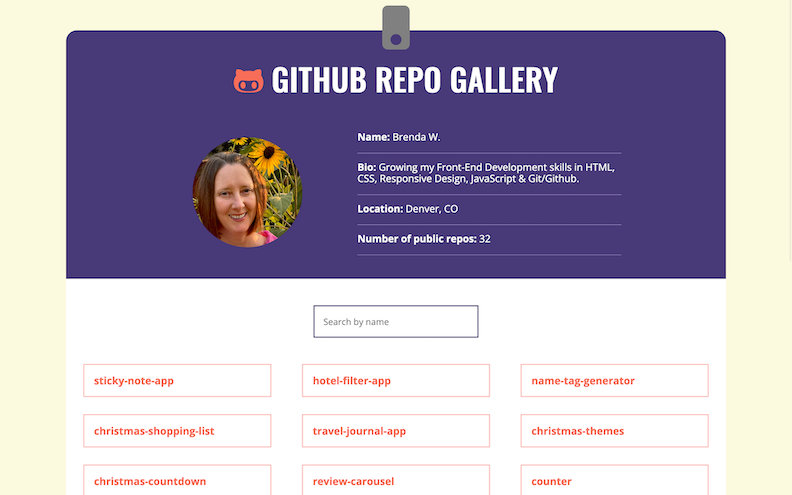 GITHUB REPO GALLERY
Name: Brenda W.
Bio: Growing my Front-End Development skills in HTML,
CSS, Responsive Design, JavaScript & Git/Github.
Location: Denver, CO
Number of public repos: 32
Search by name
sticky-note-app
hotel-filter-app
name-tag-generator
christmas-shopping-list
travel-journal-app
christmas-themes
christmas-countdown
review-carousel
counter